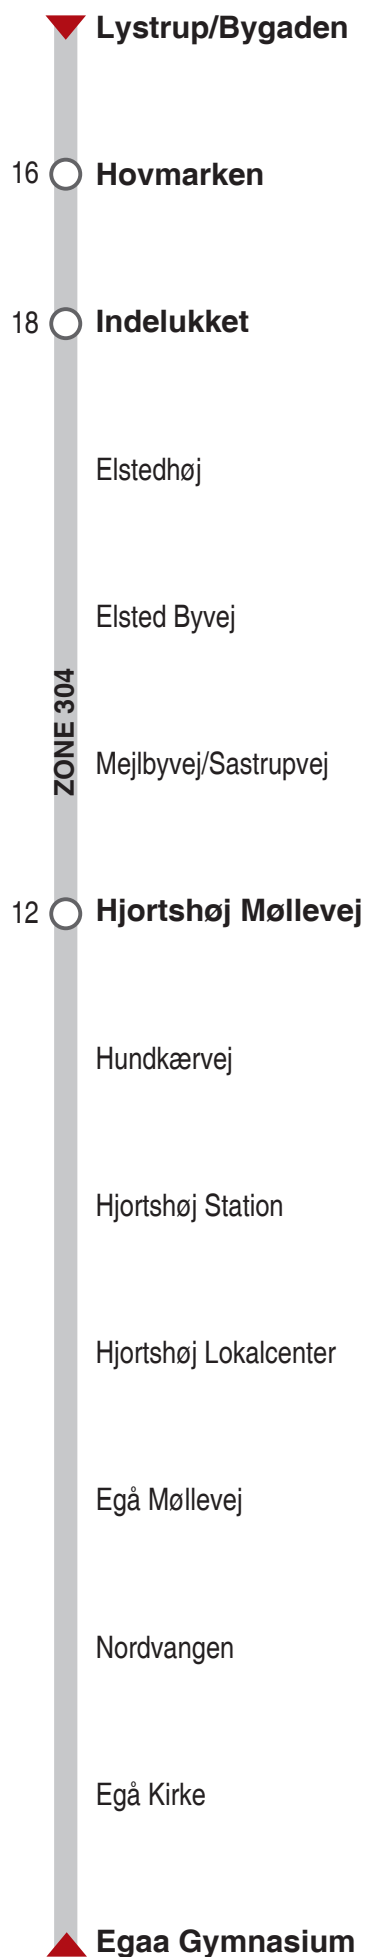 Lystrup/Bygaden
16 Hovmarken
18 Indelukket
Elstedhøj
Elsted Byvej
ZONE 304
Mejlbyvej/Sastrupvej
12 Hjortshøj Møllevej
Hundkærvej
Hjortshøj Station
Hjortshøj Lokalcenter
Egå Møllevej
Nordvangen
Egå Kirke
Egaa Gymnasium